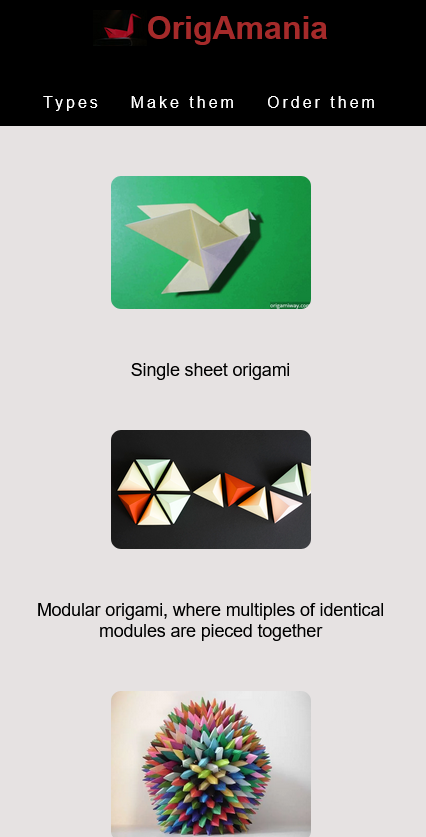 OrigAmania
Types Make them Order them
origamiway.com
Single sheet origami
Modular origami, where multiples of identical
modules are pieced together